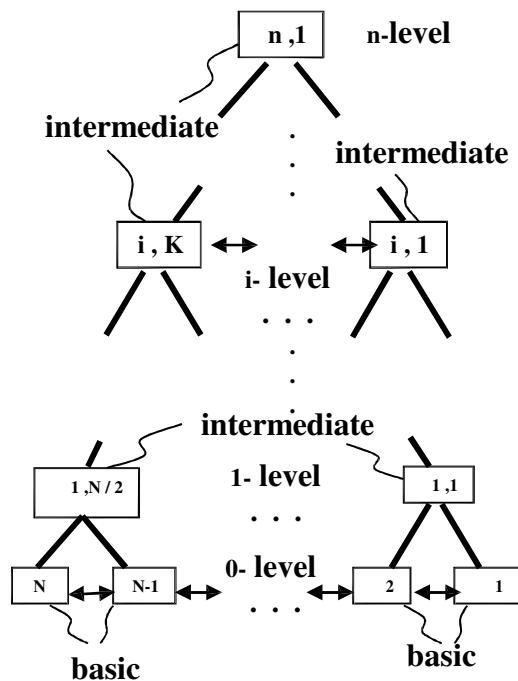 n ,1 n-level
intermediate
intermediate
. . .
i , K i , 1
i- level
. . .
. . .
intermediate
1 ,N / 2 1- level 1 ,1
. . .
N N-1 0- level 2 1
. . .
basic basic